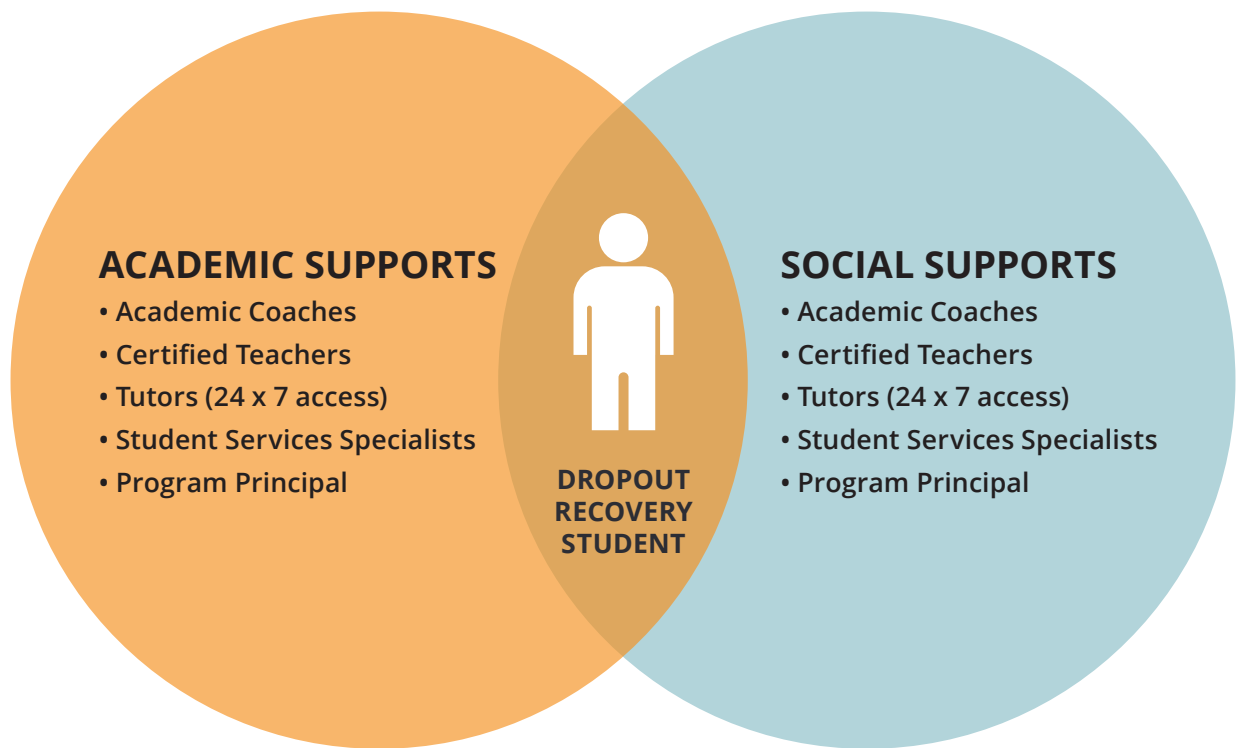 ACADEMIC SUPPORTS
• Academic Coaches
• Certified Teachers
• Tutors (24 x 7 access)
• Student Services Specialists
• Program Principal
DROPOUT
RECOVERY
STUDENT
SOCIAL SUPPORTS
• Academic Coaches
• Certified Teachers
• Tutors (24 x 7 access)
• Student Services Specialists
• Program Principal